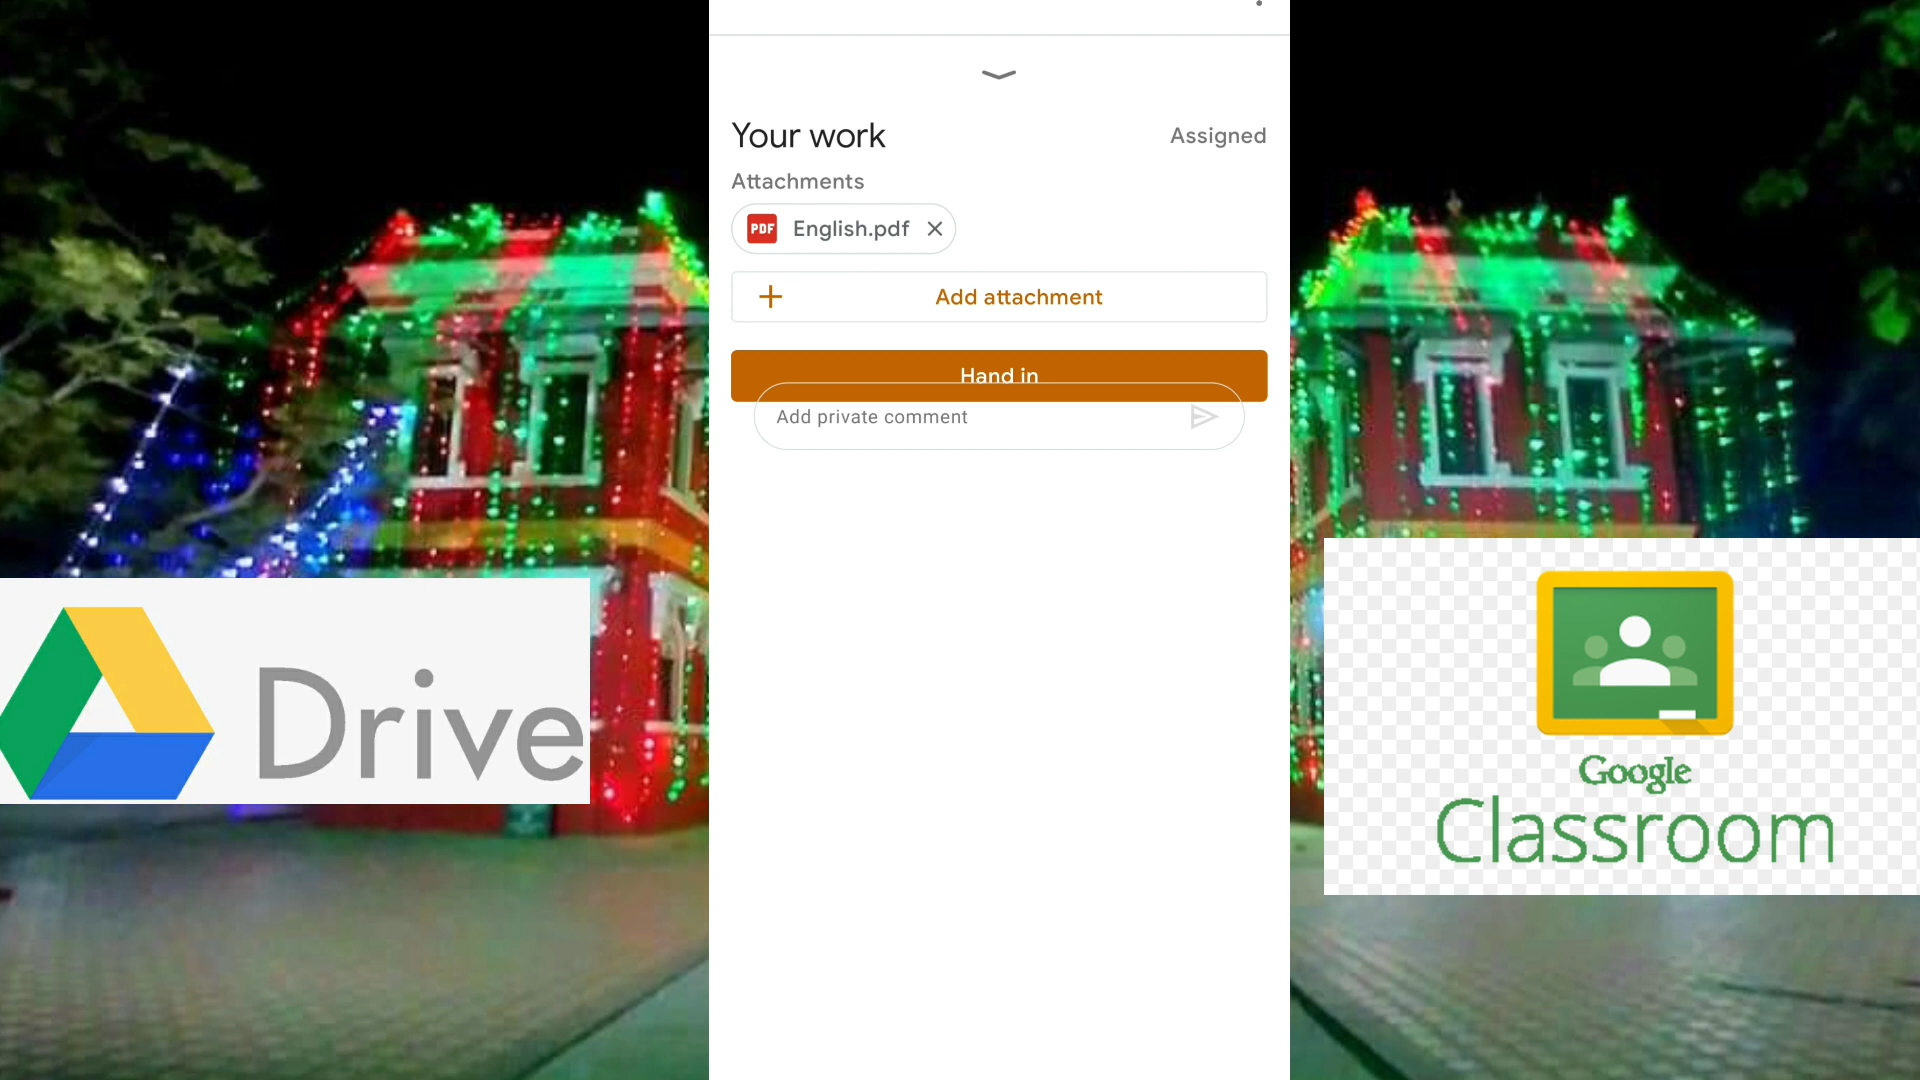 Your work
Assigned
Attachments
PDF
English.pdf
Add attachment
Hand in
Add private comment
Drive
Google
Classroom